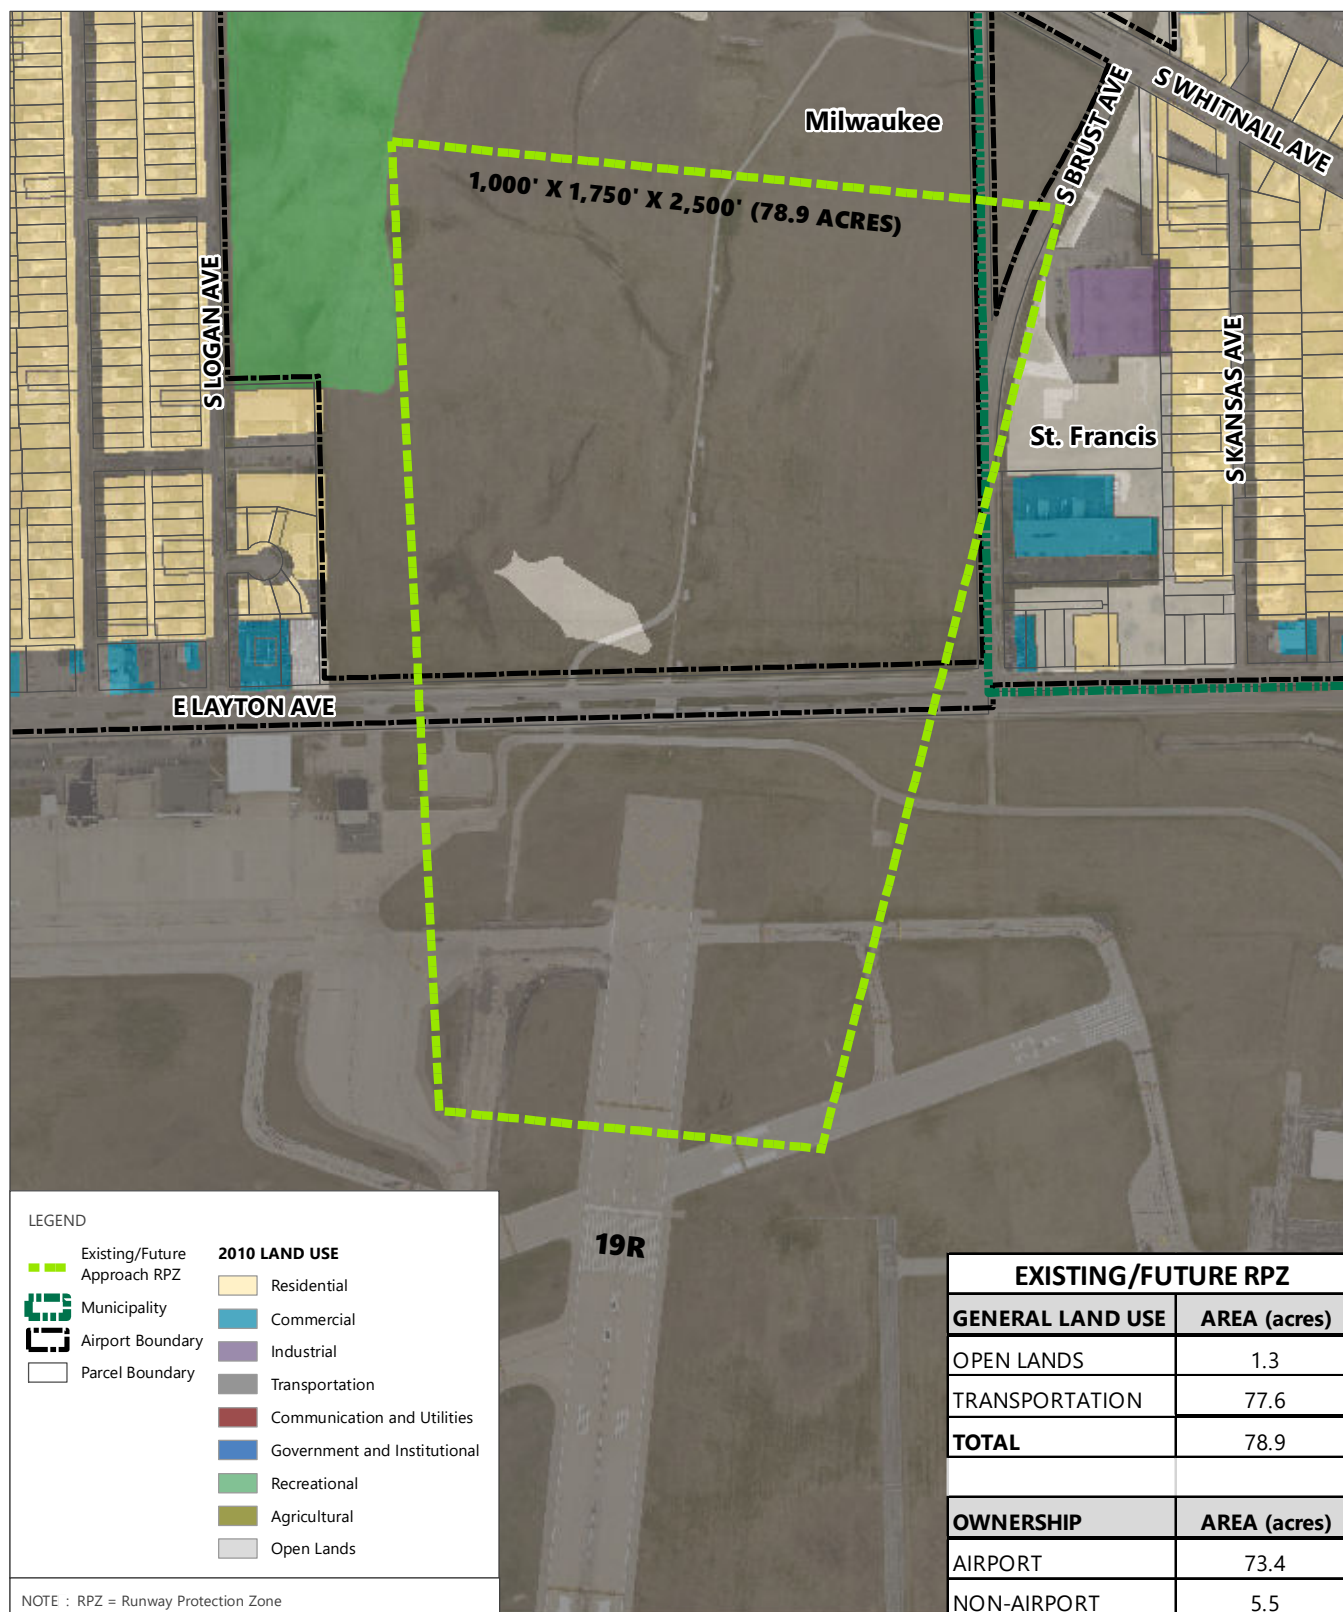 Milwaukee
S WHITNALL AVE
S BRUST AVE
1,000' X 1,750' X 2,500' (78.9 ACRES)
S LOGAN AVE
S KANSAS AVE
St. Francis
E LAYTON AVE
19R
LEGEND
Existing/Future
Approach RPZ
Municipality
Airport Boundary
Parcel Boundary
2010 LAND USE
Residential
Commercial
Industrial
Transportation
Communication and Utilities
Government and Institutional
Recreational
Agricultural
Open Lands
NOTE : RPZ = Runway Protection Zone
EXISTING/FUTURE RPZ
GENERAL LAND USE AREA (acres)
OPEN LANDS 1.3
TRANSPORTATION 77.6
TOTAL 78.9
OWNERSHIP AREA (acres)
AIRPORT 73.4
NON-AIRPORT 5.5